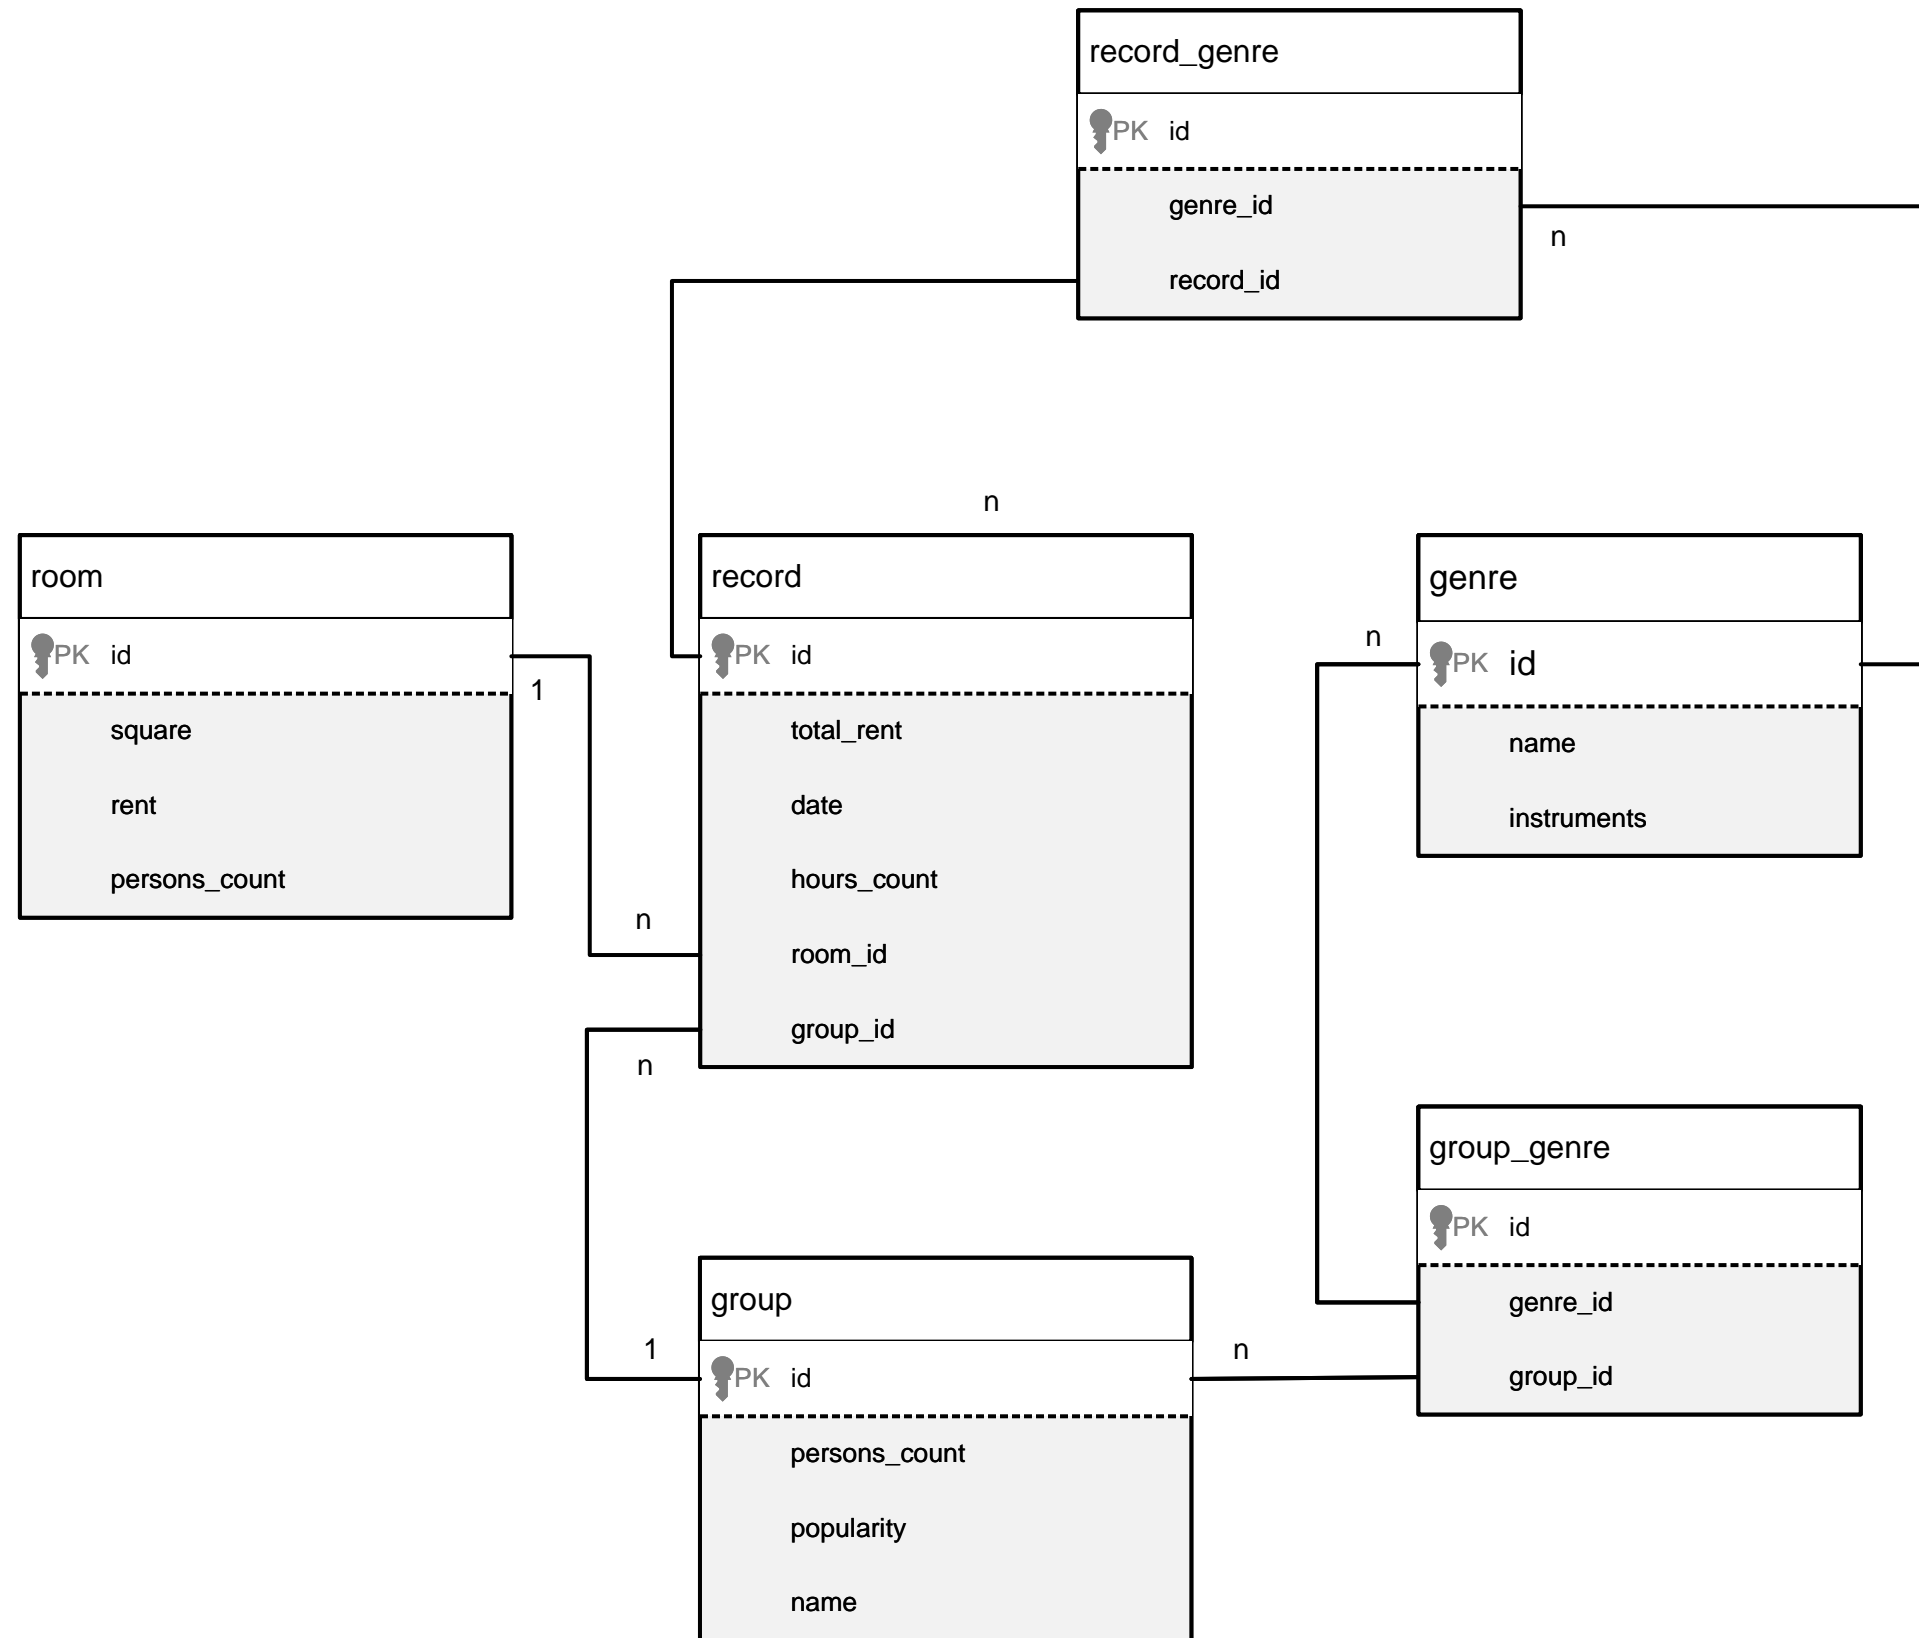 record_genre
PK id
genre_id
n
record_id
n
room
PK id
1
square
rent
persons_count
record
PK id
total_rent
date
hours_count
n
room_id
group_id
n
genre
n
PK id
name
instruments
group_genre
PK id
genre_id
group_id
group
1
PK id
n
persons_count
popularity
name